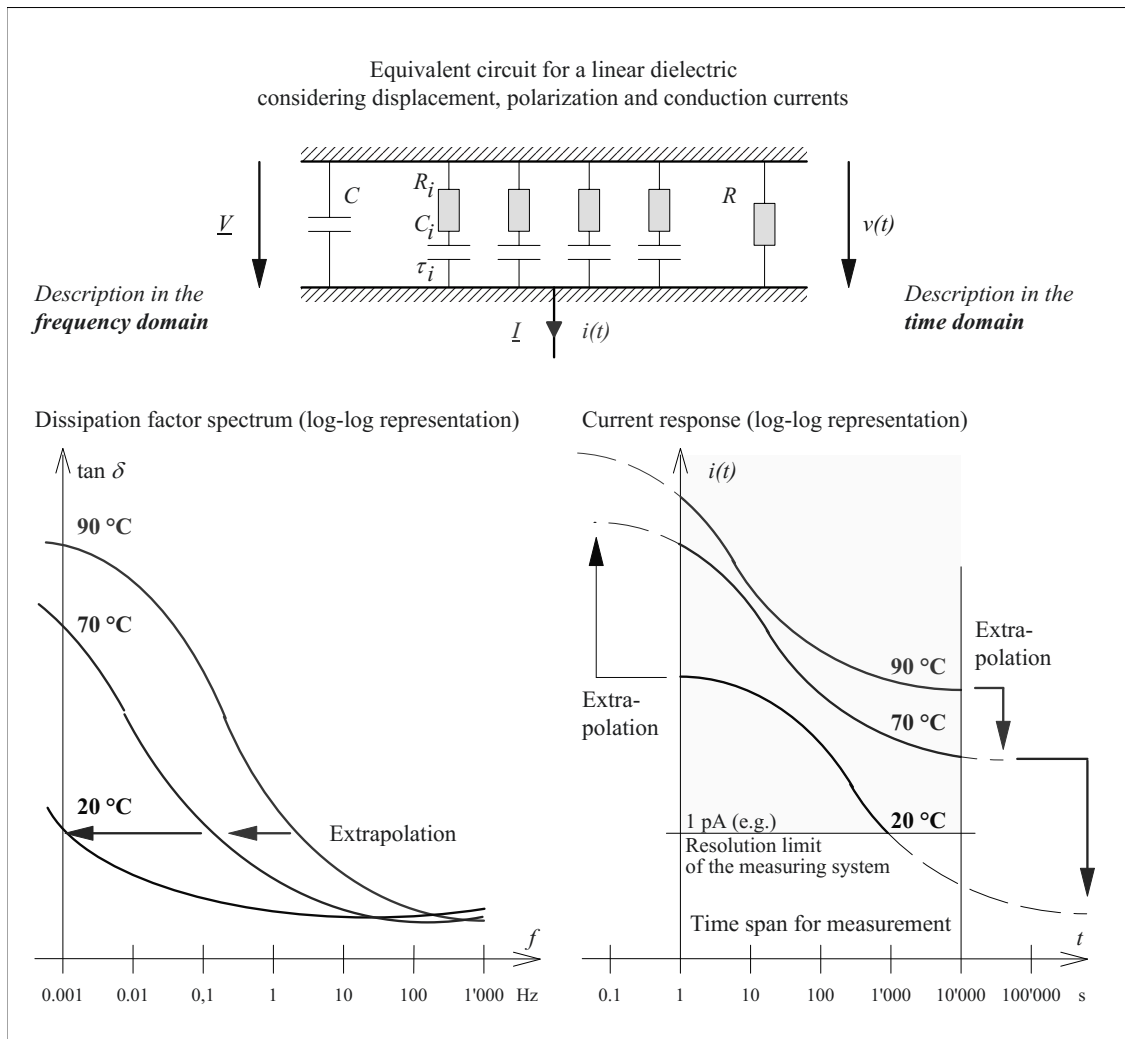 Equivalent circuit for a linear dielectric
considering displacement, polarization and conduction currents
V
C
R_i
C_i
τ_i
R
v(t)
Description in the
frequency domain
Description in the
time domain
I
i(t)
Dissipation factor spectrum (log-log representation)
tan δ
90 °C
70 °C
20 °C
Extrapolation
f
0.001
0.01
0,1
1
10
100
1'000
Hz
Current response (log-log representation)
i(t)
Extra-
polation
Extra-
polation
90 °C
70 °C
20 °C
1 pA (e.g.)
Resolution limit
of the measuring system
Time span for measurement
t
0.1
1
10
100
1'000
10'000
100'000
s